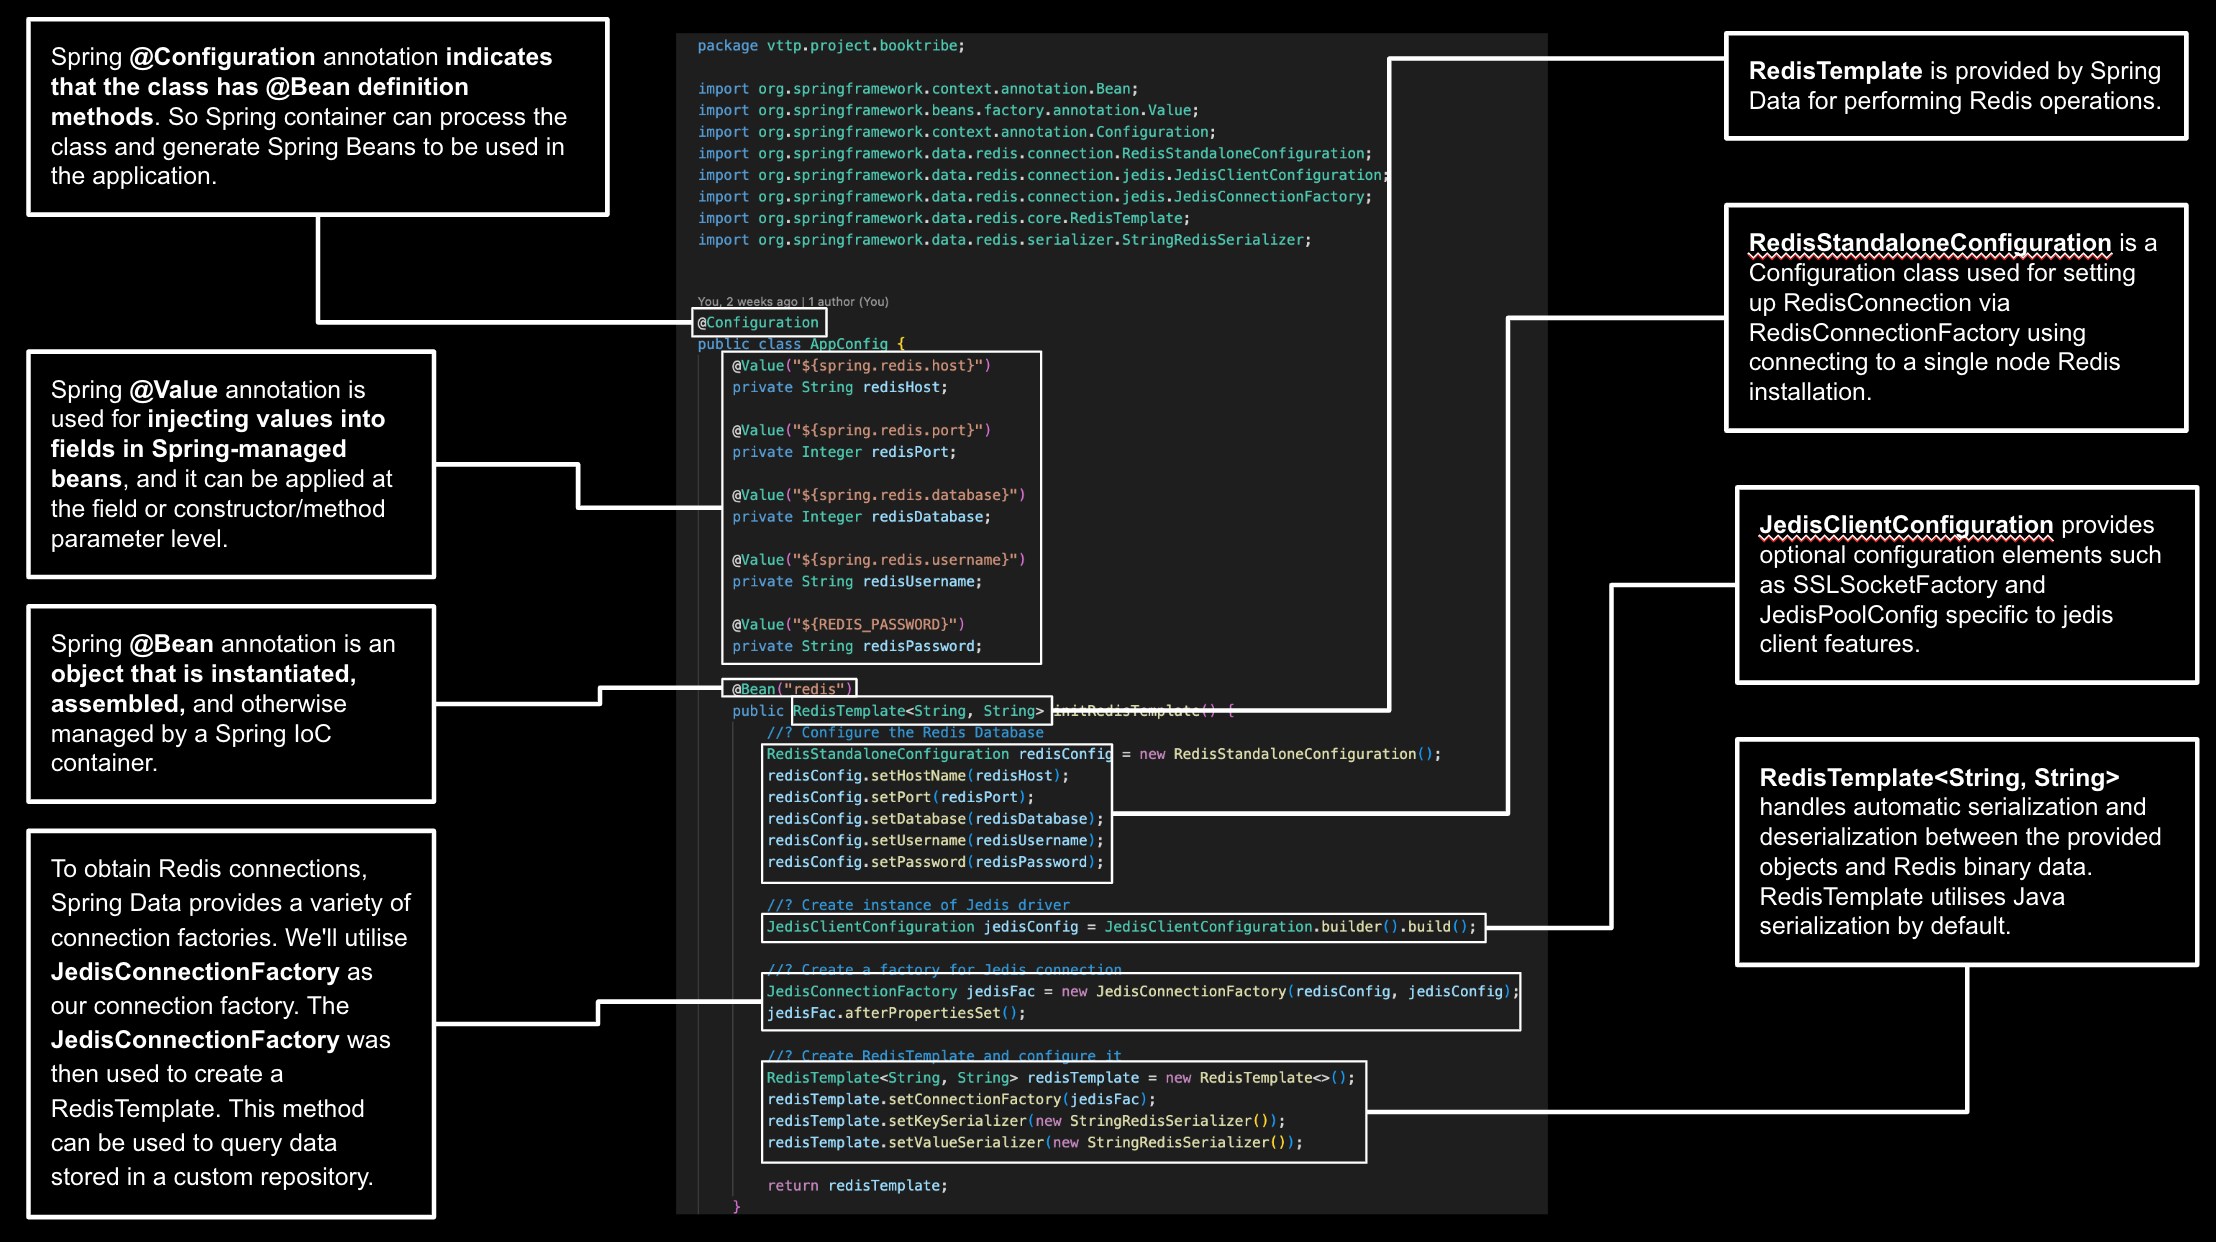 Spring @Configuration annotation indicates
that the class has @Bean definition
methods. So Spring container can process the
class and generate Spring Beans to be used in
the application.
Spring @Value annotation is
used for injecting values into
fields in Spring-managed
beans, and it can be applied at
the field or constructor/method
parameter level.
Spring @Bean annotation is an
object that is instantiated,
assembled, and otherwise
managed by a Spring IoC
container.
To obtain Redis connections,
Spring Data provides a variety of
connection factories. We'll utilise
JedisConnectionFactory as
our connection factory. The
JedisConnectionFactory was
then used to create a
RedisTemplate. This method
can be used to query data
stored in a custom repository.
package vttp.project.booktribe;
import org.springframework.context.annotation.Bean;
import org.springframework.beans.factory.annotation.Value;
import org.springframework.context.annotation.Configuration;
import org.springframework.data.redis.connection.RedisStandaloneConfiguration;
import org.springframework.data.redis.connection.jedis.JedisClientConfiguration;
import org.springframework.data.redis.connection.jedis.JedisConnectionFactory;
import org.springframework.data.redis.core.RedisTemplate;
import org.springframework.data.redis.serializer.StringRedisSerializer;
You, 2 weeks ago | 1 author (You)
@Configuration
public class AppConfig {
@Value("${spring.redis.host}")
private String redisHost;
@Value("${spring.redis.port}")
private Integer redisPort;
@Value("${spring.redis.database}")
private Integer redisDatabase;
@Value("${spring.redis.username}")
private String redisUsername;
@Value("${REDIS_PASSWORD}")
private String redisPassword;
@Bean("redis")
public RedisTemplate<String, String> initRedisTemplate() {
//? Configure the Redis Database
RedisStandaloneConfiguration redisConfig = new RedisStandaloneConfiguration();
redisConfig.setHostName(redisHost);
redisConfig.setPort(redisPort);
redisConfig.setDatabase(redisDatabase);
redisConfig.setUsername(redisUsername);
redisConfig.setPassword(redisPassword);
//? Create instance of Jedis driver
JedisClientConfiguration jedisConfig = JedisClientConfiguration.builder().build();
//? Create a factory for Jedis connection
JedisConnectionFactory jedisFac = new JedisConnectionFactory(redisConfig, jedisConfig);
jedisFac.afterPropertiesSet();
//? Create RedisTemplate and configure it
RedisTemplate<String, String> redisTemplate = new RedisTemplate<>();
redisTemplate.setConnectionFactory(jedisFac);
redisTemplate.setKeySerializer(new StringRedisSerializer());
redisTemplate.setValueSerializer(new StringRedisSerializer());
return redisTemplate;
}
RedisTemplate is provided by Spring
Data for performing Redis operations.
RedisStandaloneConfiguration is a
Configuration class used for setting
up RedisConnection via
RedisConnectionFactory using
connecting to a single node Redis
installation.
JedisClientConfiguration provides
optional configuration elements such
as SSLSocketFactory and
JedisPoolConfig specific to jedis
client features.
RedisTemplate<String, String>
handles automatic serialization and
deserialization between the provided
objects and Redis binary data.
RedisTemplate utilises Java
serialization by default.